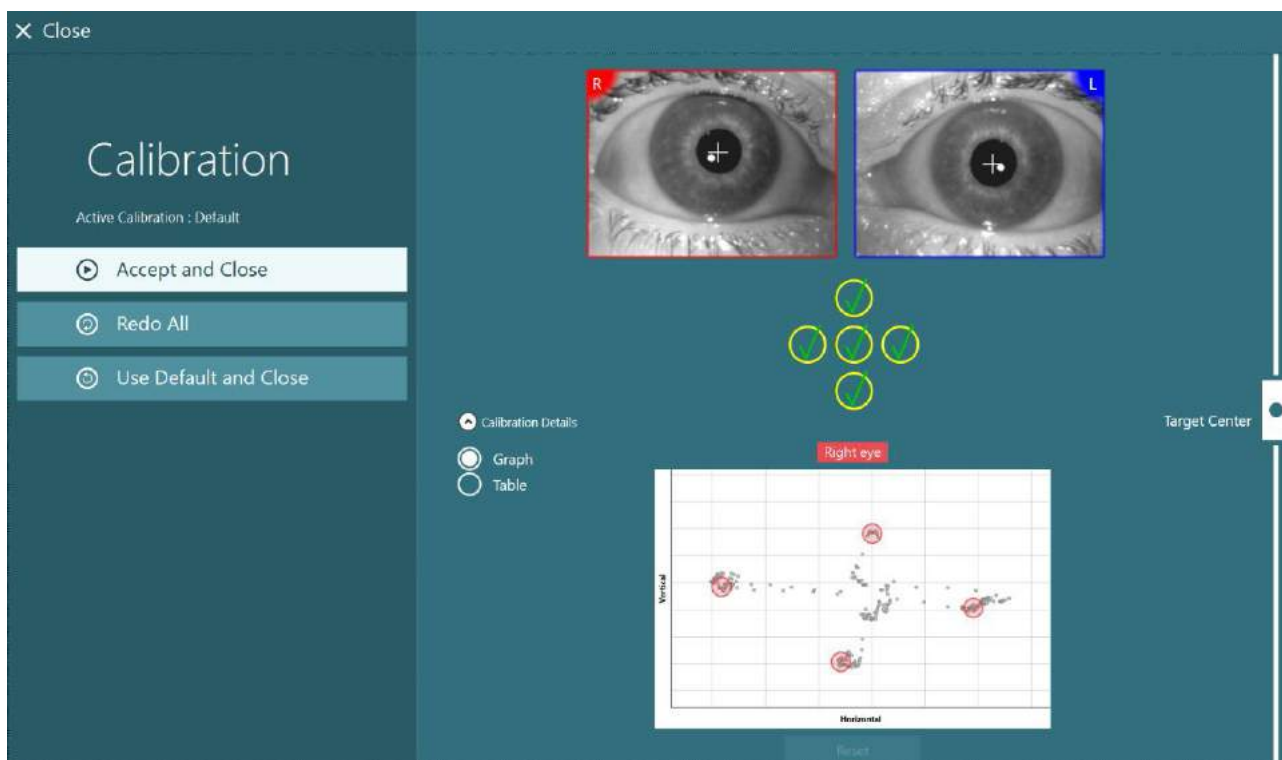 Close
Calibration
Active Calibration : Default
Accept and Close
Redo All
Use Default and Close
R
L
Calibration Details
Graph
Table
Target Center
Right eye
Vertical
Horizontal
Reset